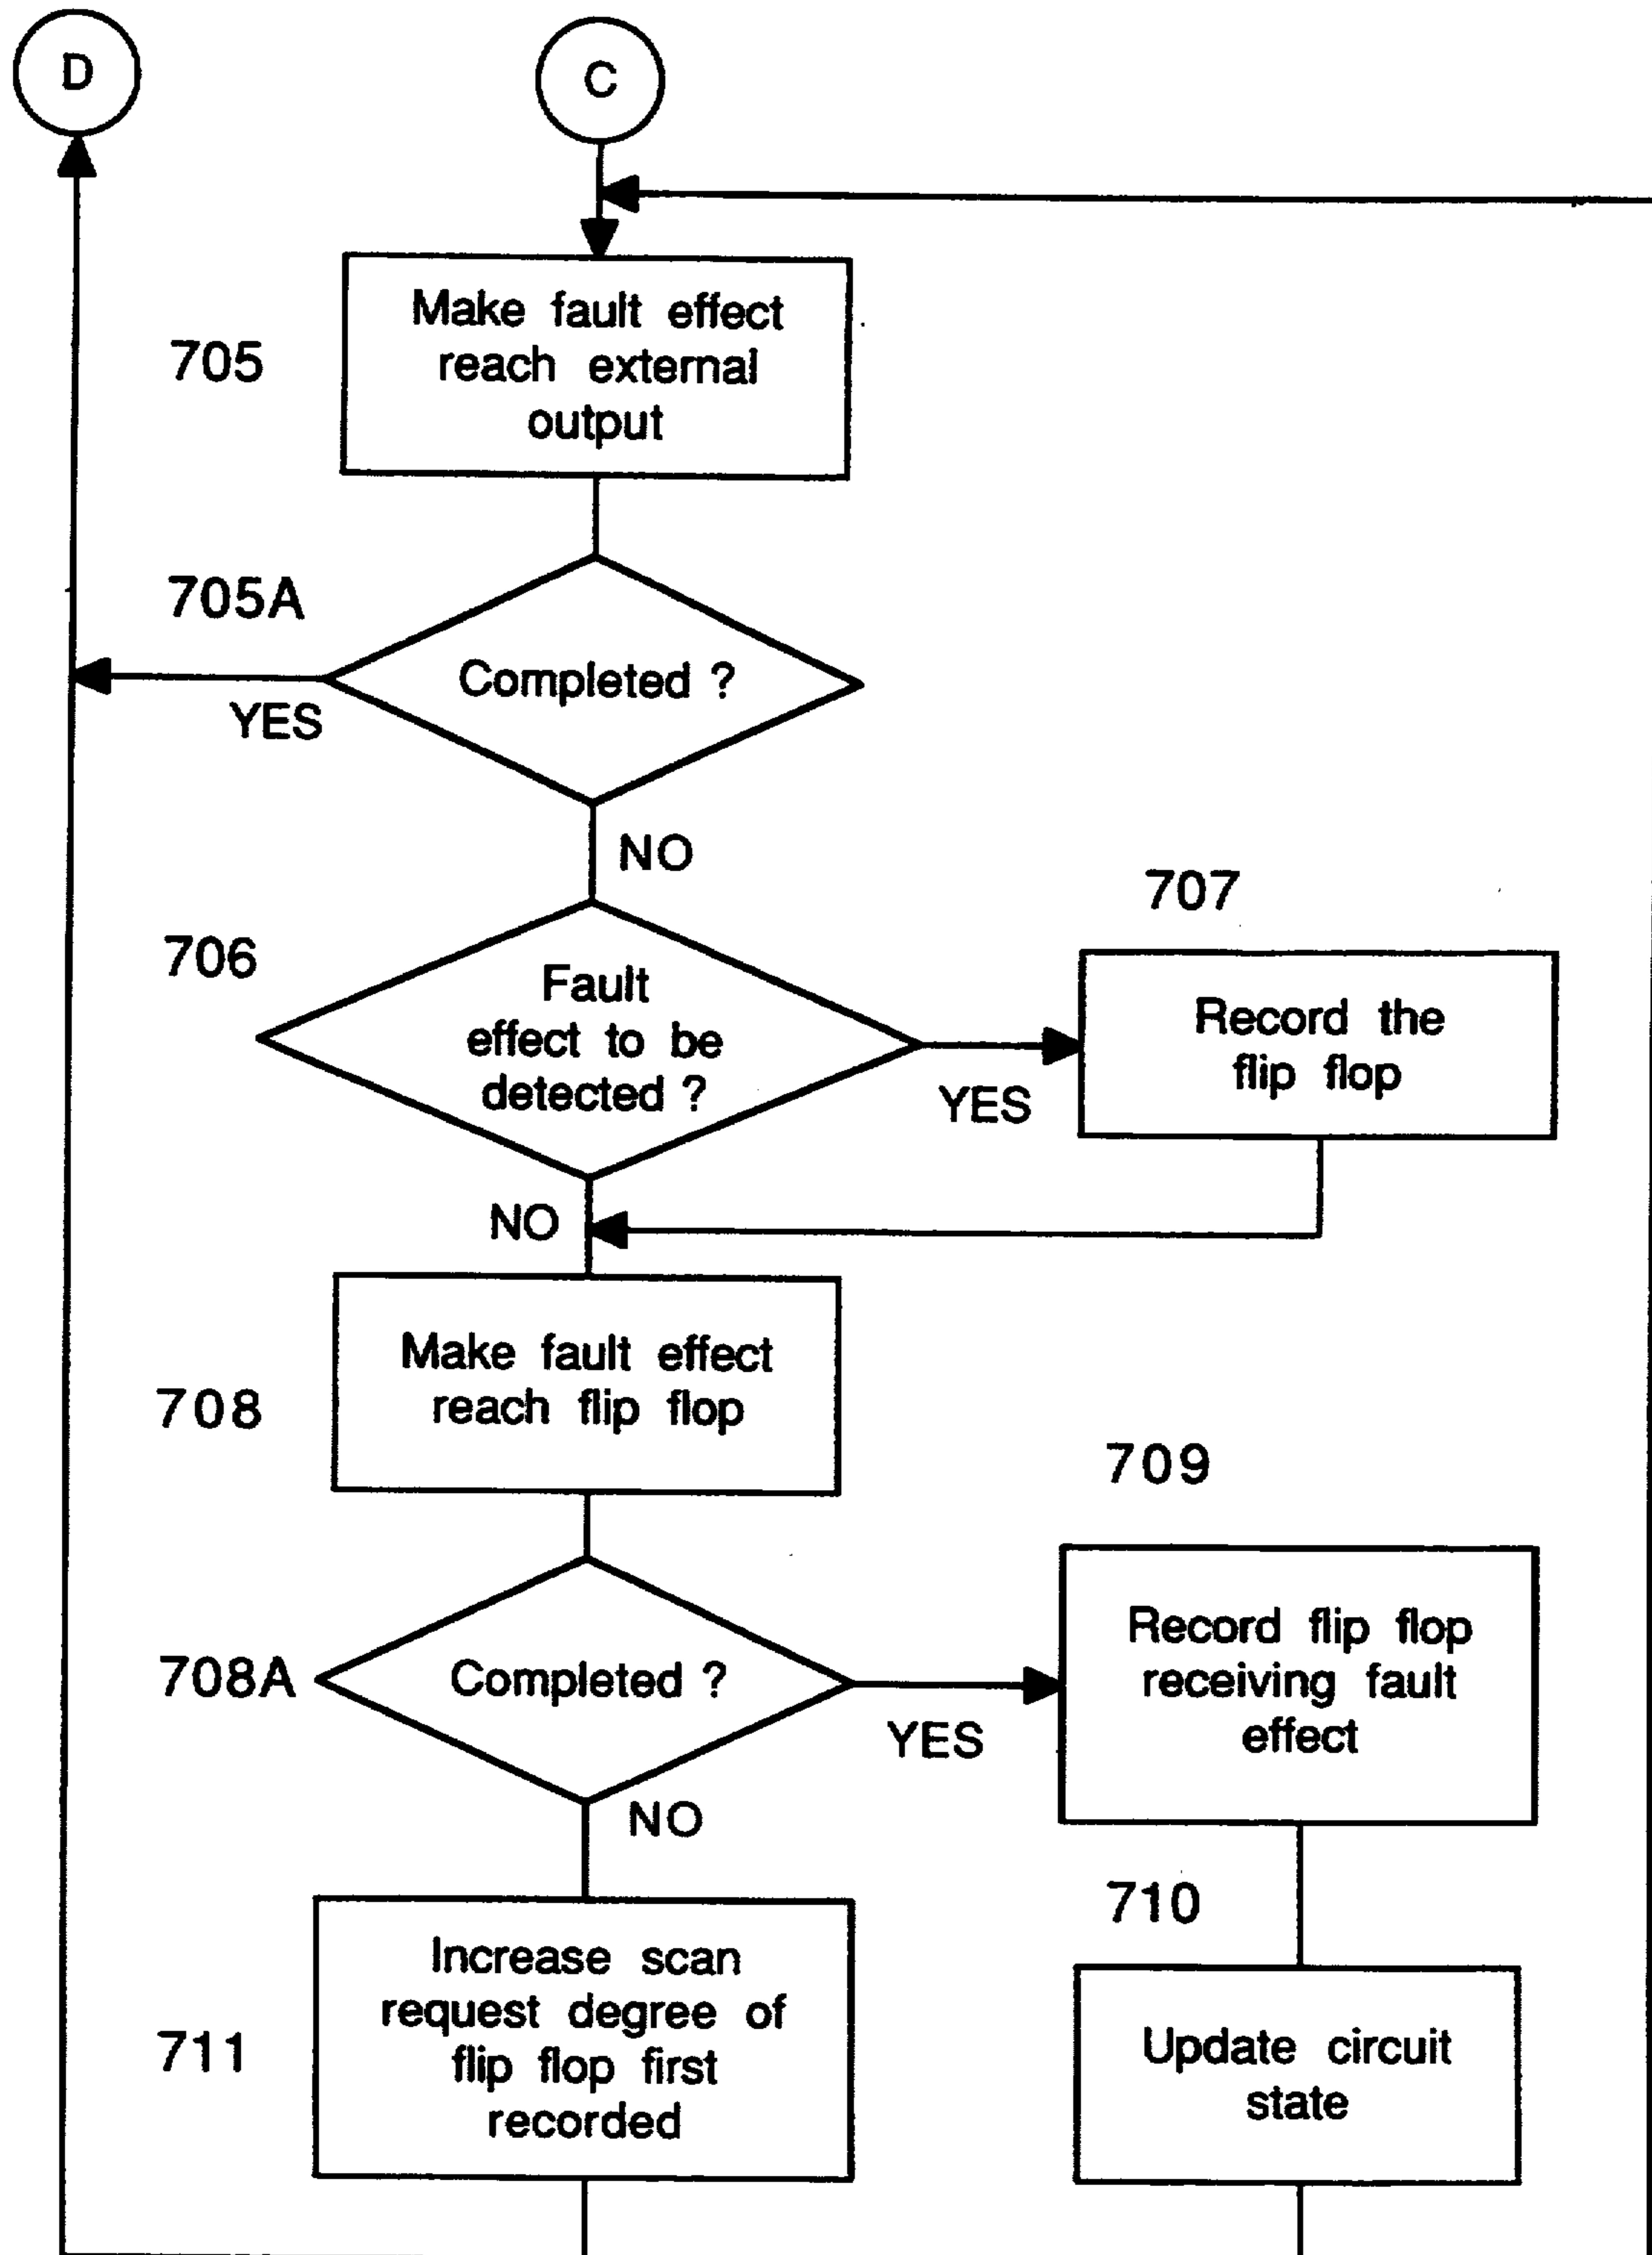 D
C
705
Make fault effect
reach external
output
705A
Completed ?
YES
NO
706
Fault
effect to be
detected ?
YES
707
Record the
flip flop
NO
708
Make fault effect
reach flip flop
708A
Completed ?
YES
709
Record flip flop
receiving fault
effect
NO
710
Update circuit
state
711
Increase scan
request degree of
flip flop first
recorded